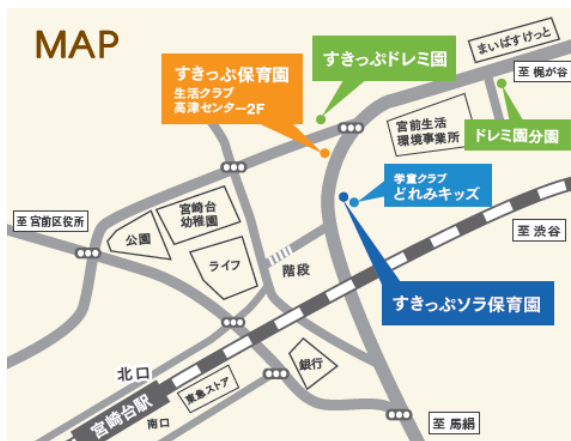 MAP
まいばすけっと
すきっぷドレミ園
至 梶が谷
すきっぷ保育園
生活クラブ
高津センター2F
宮前生活
環境事業所
ドレミ園分園
学童クラブ
どれみキッズ
宮崎台
幼稚園
至 宮前区役所
公園
至 渋谷
ライフ
階段
すきっぷソラ保育園
北口
銀行
東急ストア
宮崎台駅
南口
至 馬絹